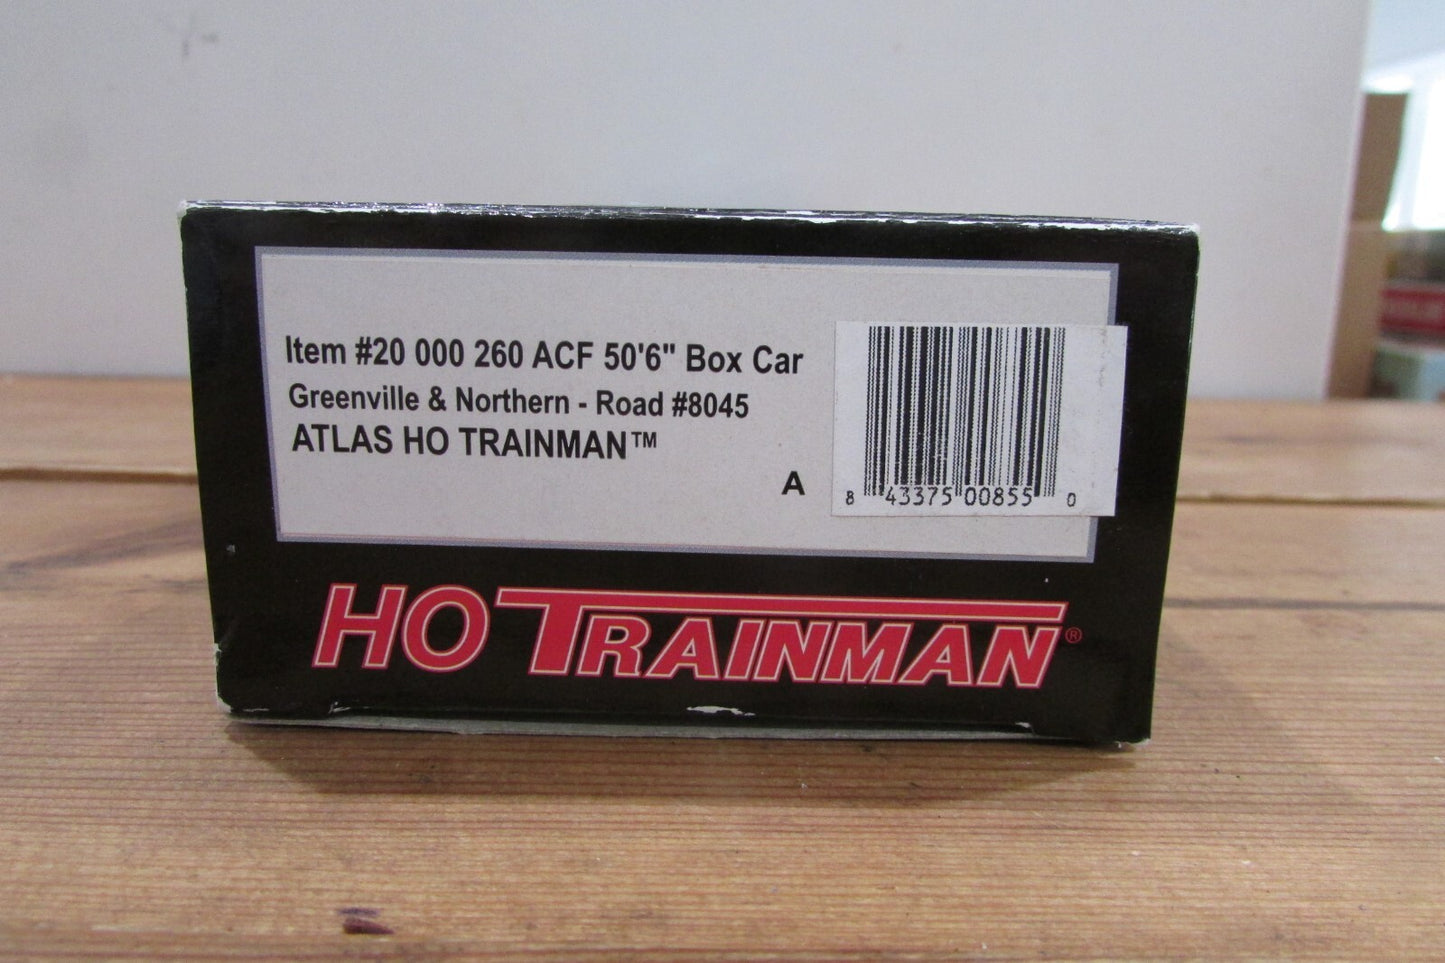 Item #20 000 260 ACF 50'6" Box Car
Greenville & Northern - Road #8045
ATLAS HO TRAINMAN™
A
8 43375 00855 0
HO TRAINMAN®